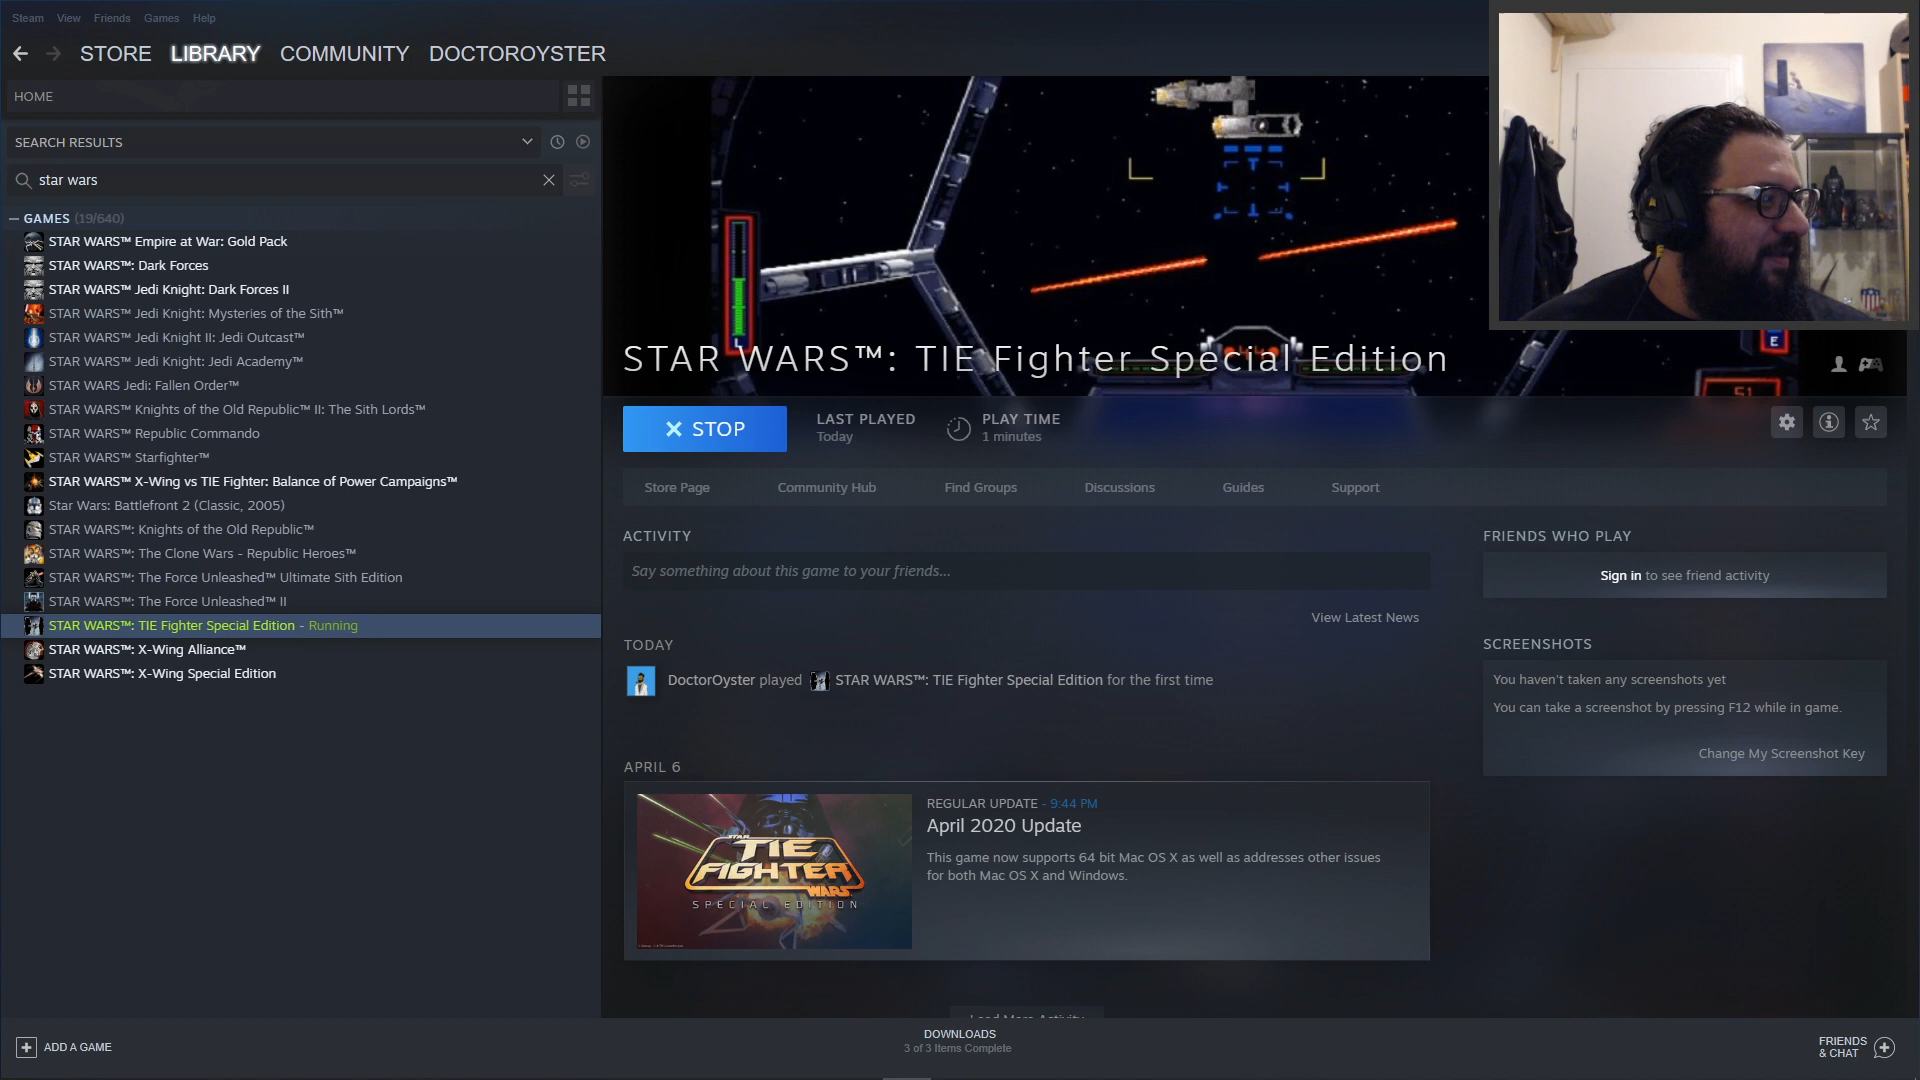 Steam View Friends Games Help
STORE LIBRARY COMMUNITY DOCTOROYSTER
HOME
SEARCH RESULTS
star wars
GAMES (19/640)
STAR WARS™ Empire at War: Gold Pack
STAR WARS™: Dark Forces
STAR WARS™ Jedi Knight: Dark Forces II
STAR WARS™ Jedi Knight: Mysteries of the Sith™
STAR WARS™ Jedi Knight II: Jedi Outcast™
STAR WARS™ Jedi Knight: Jedi Academy™
STAR WARS Jedi: Fallen Order™
STAR WARS™ Knights of the Old Republic™ II: The Sith Lords™
STAR WARS™ Republic Commando
STAR WARS™ Starfighter™
STAR WARS™ X-Wing vs TIE Fighter: Balance of Power Campaigns™
Star Wars: Battlefront 2 (Classic, 2005)
STAR WARS™: Knights of the Old Republic™
STAR WARS™: The Clone Wars - Republic Heroes™
STAR WARS™: The Force Unleashed™ Ultimate Sith Edition
STAR WARS™: The Force Unleashed™ II
STAR WARS™: TIE Fighter Special Edition - Running
STAR WARS™: X-Wing Alliance™
STAR WARS™: X-Wing Special Edition
ADD A GAME
L
E
51
STAR WARS™: TIE Fighter Special Edition
STOP
LAST PLAYED
Today
PLAY TIME
1 minutes
Store Page Community Hub Find Groups Discussions Guides Support
ACTIVITY
Say something about this game to your friends...
View Latest News
TODAY
DoctorOyster played STAR WARS™: TIE Fighter Special Edition for the first time
APRIL 6
STAR
TIE
FIGHTER
WARS
SPECIAL EDITION
REGULAR UPDATE - 9:44 PM
April 2020 Update
This game now supports 64 bit Mac OS X as well as addresses other issues
for both Mac OS X and Windows.
Load More Activity
FRIENDS WHO PLAY
Sign in to see friend activity
SCREENSHOTS
You haven't taken any screenshots yet
You can take a screenshot by pressing F12 while in game.
Change My Screenshot Key
DOWNLOADS
3 of 3 Items Complete
FRIENDS
& CHAT